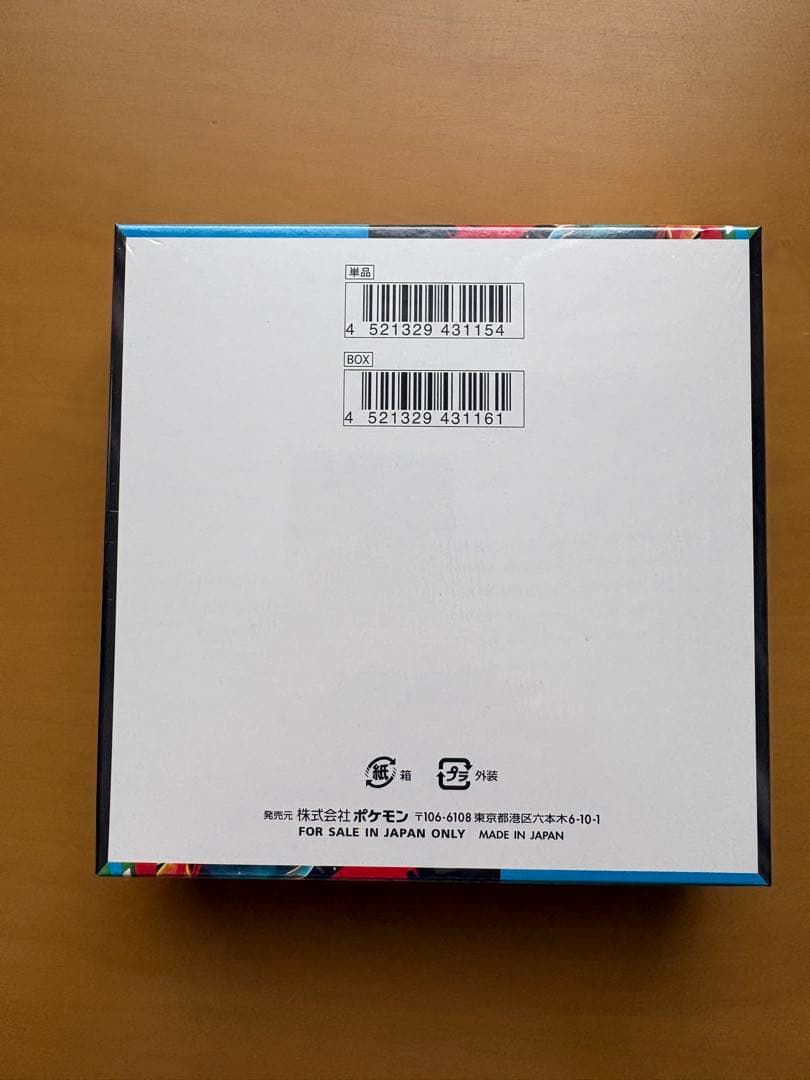 単品
4 521329 431154
BOX
4 521329 431161
紙 箱 プラ 外装
発売元 株式会社 ポケモン 〒106-6108 東京都港区六本木6-10-1
FOR SALE IN JAPAN ONLY MADE IN JAPAN